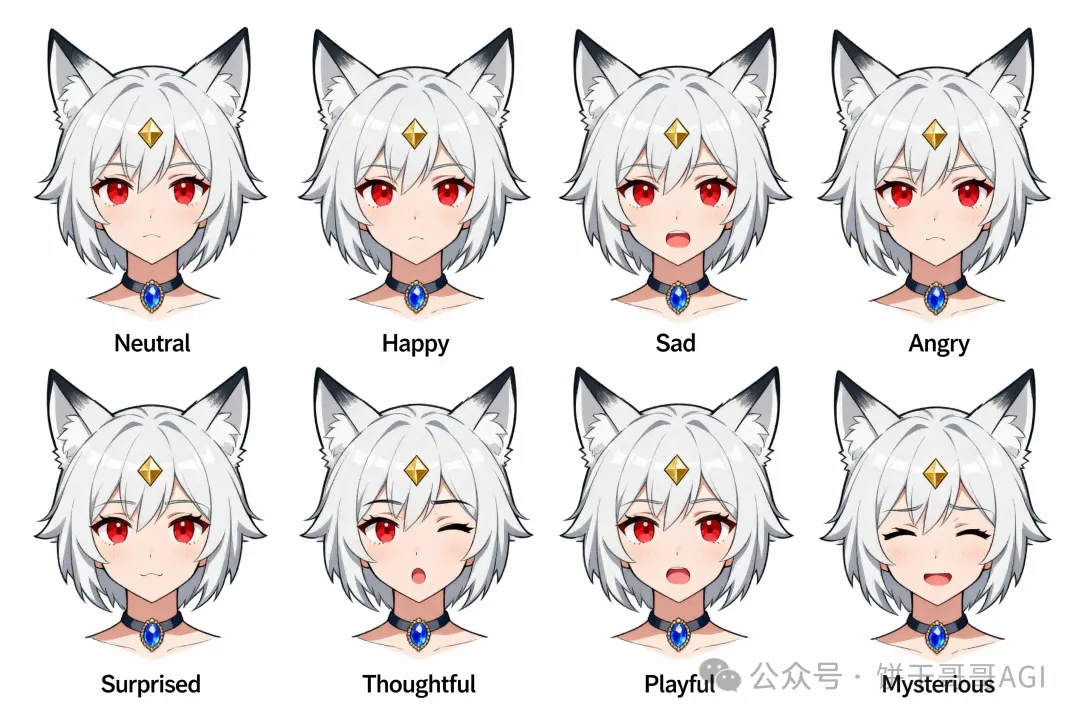 Neutral Happy Sad Angry
Surprised Thoughtful Playful Mysterious
公众号 · 饼干哥哥AGI